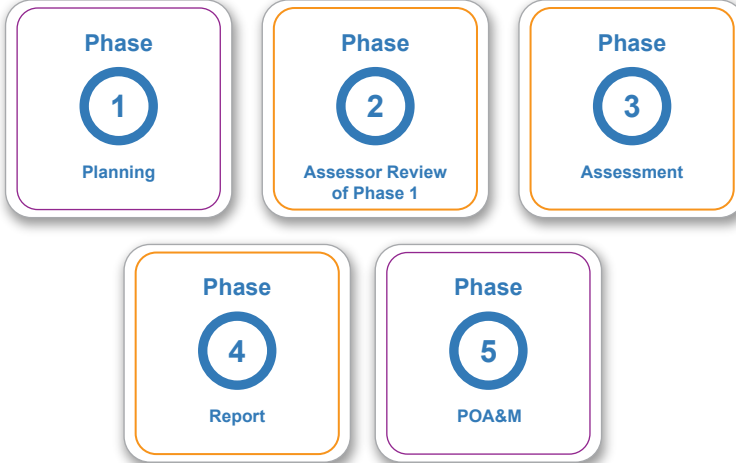 Phase
1
Planning
Phase
2
Assessor Review
of Phase 1
Phase
3
Assessment
Phase
4
Report
Phase
5
POA&M